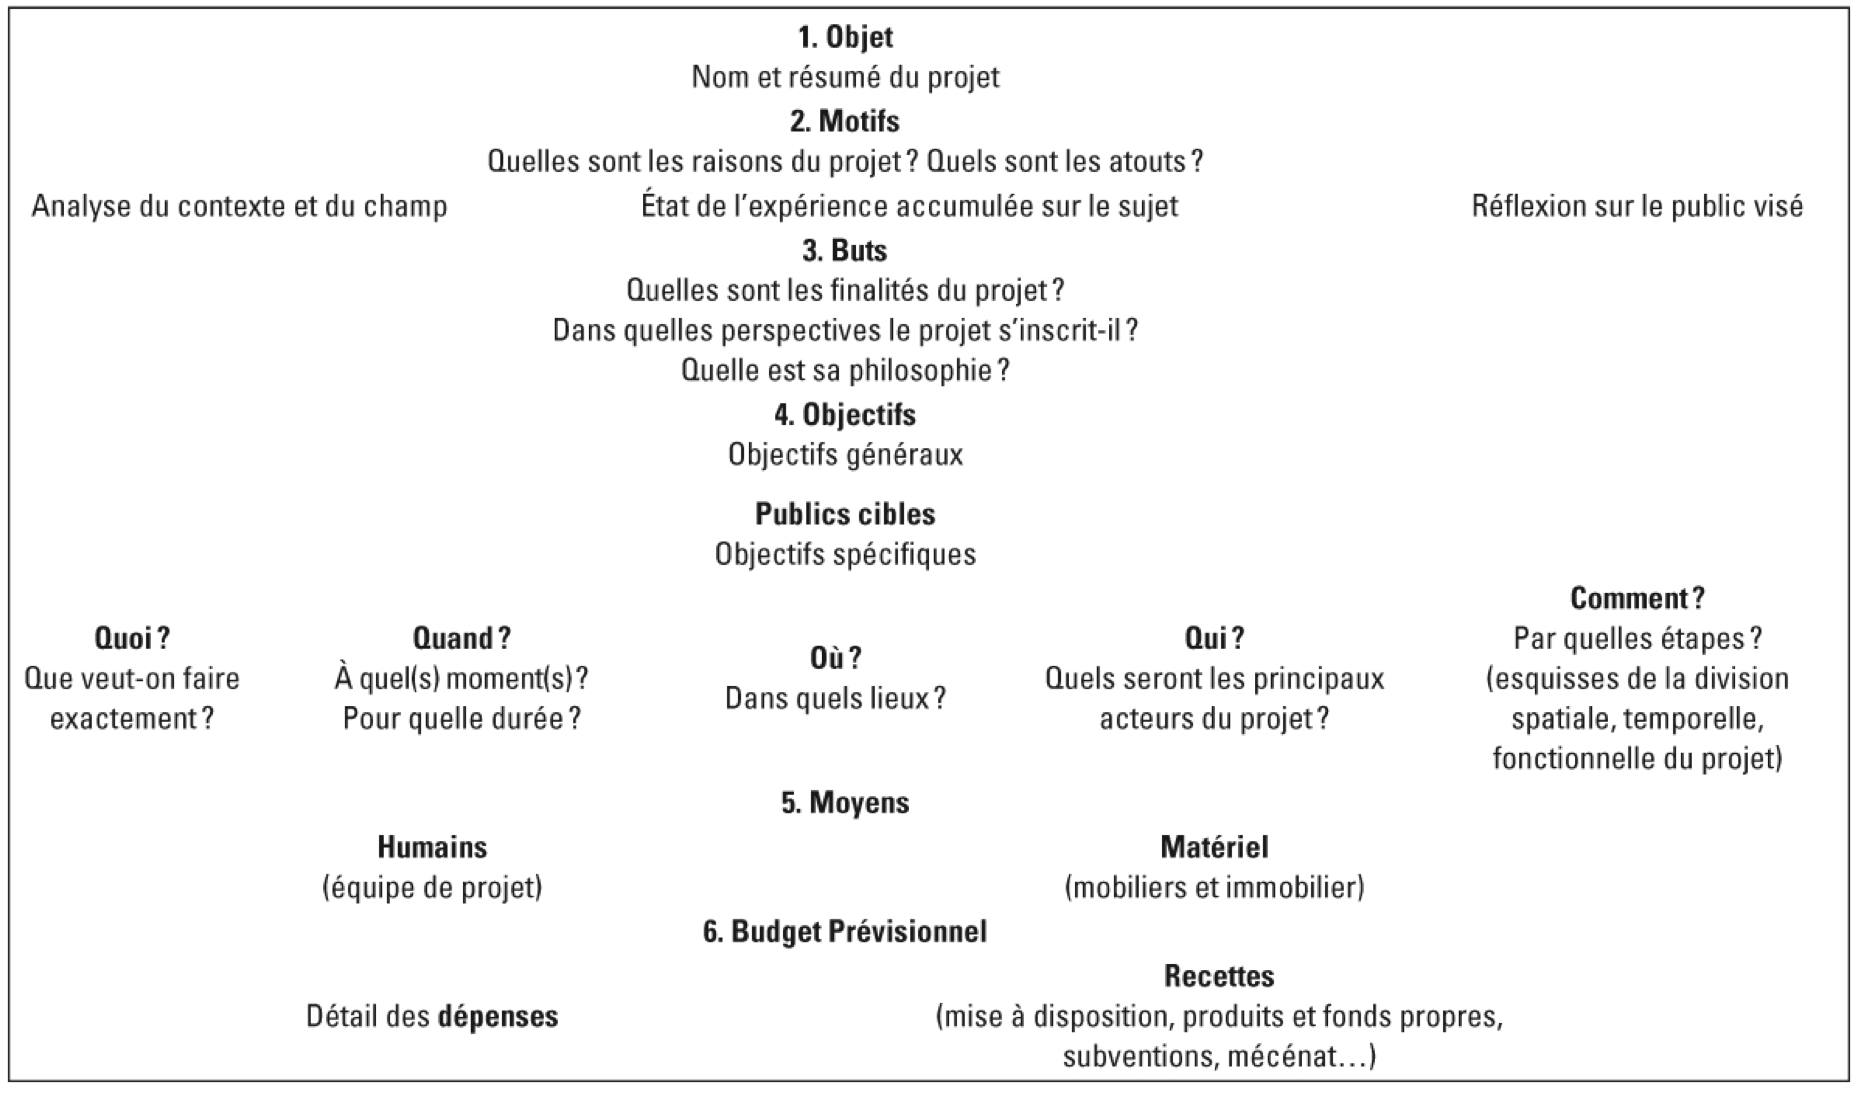 1. Objet
Nom et résumé du projet
2. Motifs
Quelles sont les raisons du projet ? Quels sont les atouts ?
Analyse du contexte et du champ
État de l’expérience accumulée sur le sujet
Réflexion sur le public visé
3. Buts
Quelles sont les finalités du projet ?
Dans quelles perspectives le projet s’inscrit-il ?
Quelle est sa philosophie ?
4. Objectifs
Objectifs généraux
Publics cibles
Objectifs spécifiques
Quoi ?
Que veut-on faire
exactement ?
Quand ?
À quel(s) moment(s) ?
Pour quelle durée ?
Où ?
Dans quels lieux ?
Qui ?
Quels seront les principaux
acteurs du projet ?
Comment ?
Par quelles étapes ?
(esquisses de la division
spatiale, temporelle,
fonctionnelle du projet)
5. Moyens
Humains
(équipe de projet)
Matériel
(mobiliers et immobilier)
6. Budget Prévisionnel
Détail des dépenses
Recettes
(mise à disposition, produits et fonds propres,
subventions, mécénat…)